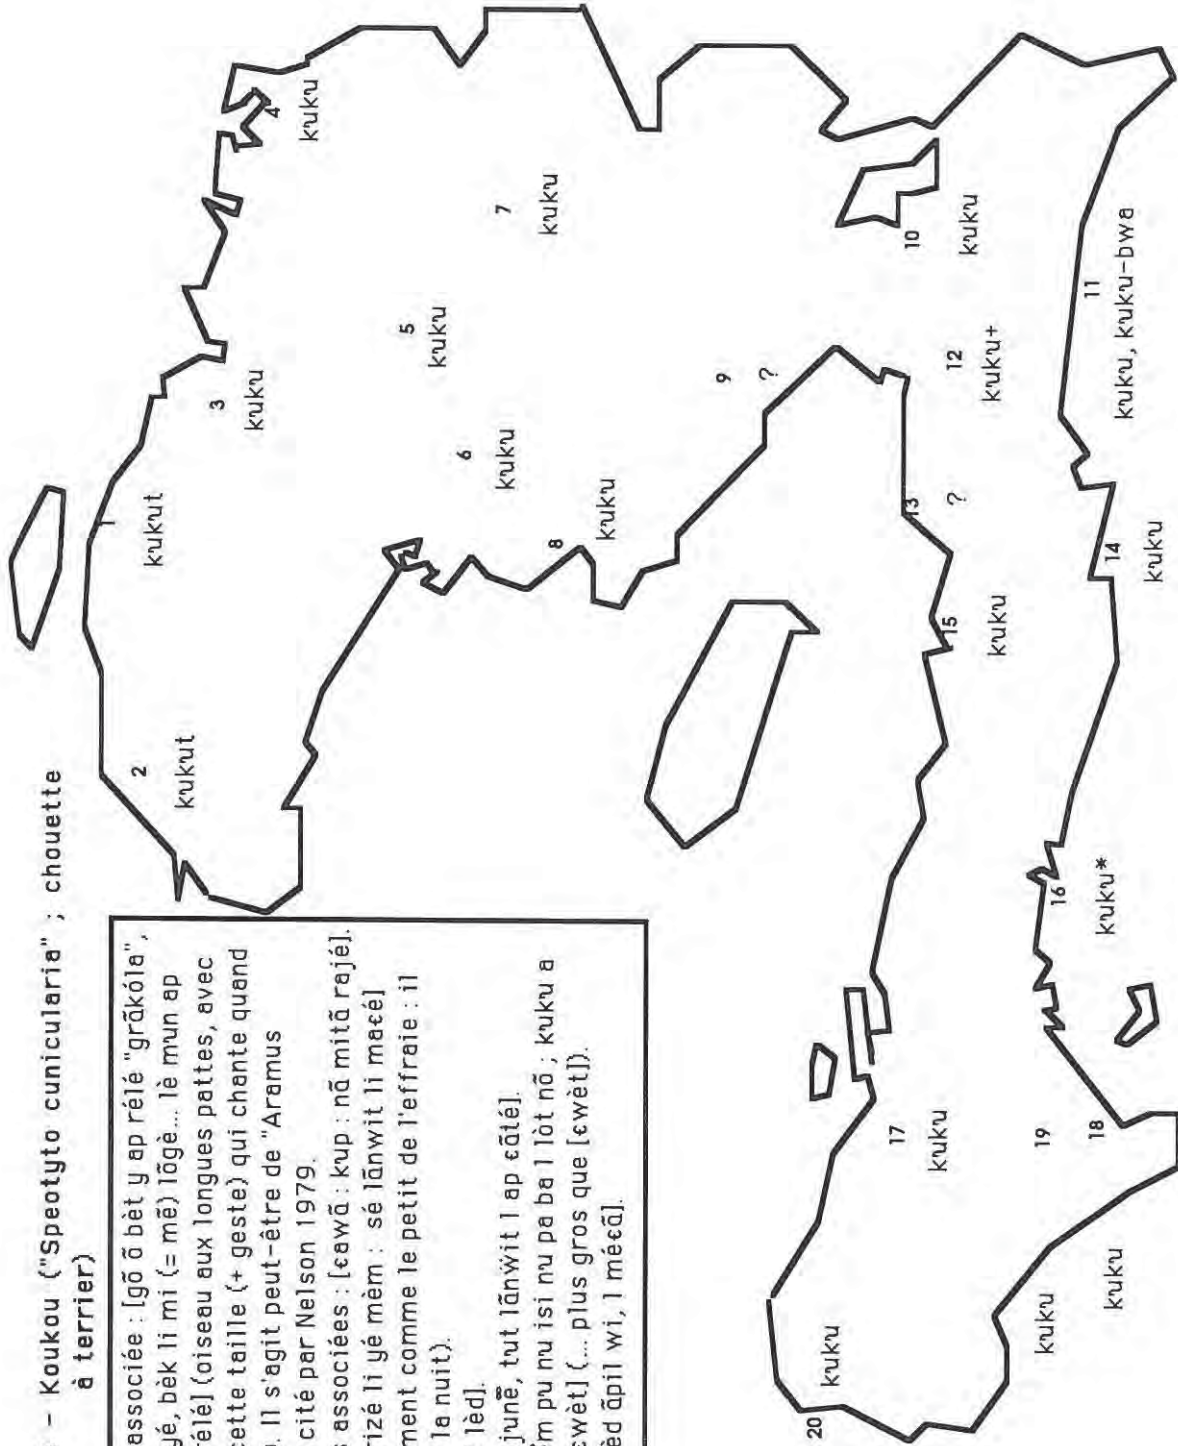 – Koukou ("Speotyto cunicularia" ; chouette
à terrier)
associée : [gõ õ bèt y ap rélé "grãkóla",
yé, bèk li mi (= mẽ) lõgè... lè mun ap
rélé] (oiseau aux longues pattes, avec
cette taille (+ geste) qui chante quand
). Il s'agit peut-être de "Aramus
cité par Nelson 1979.
s associées : [ɛawã : kup : nã mitã rajé].
rizé li yé mèm : sé lãnwit li maɛé]
ment comme le petit de l'effraie : il
la nuit).
lèd].
junẽ, tut lãnwit l ap ɛãté].
m pu nu isi nu pa ba l lòt nõ ; kuku a
ɛwèt] (... plus gros que [ɛwèt]).
èd ãpil wi, l méɛã].
1
kukut
2
kukut
3
kuku
4
kuku
5
kuku
6
kuku
7
kuku
8
kuku
9
?
10
kuku
11
kuku, kuku-bwa
12
kuku+
13
?
14
kuku
15
kuku
16
kuku*
17
kuku
18
kuku
19
kuku
20
kuku